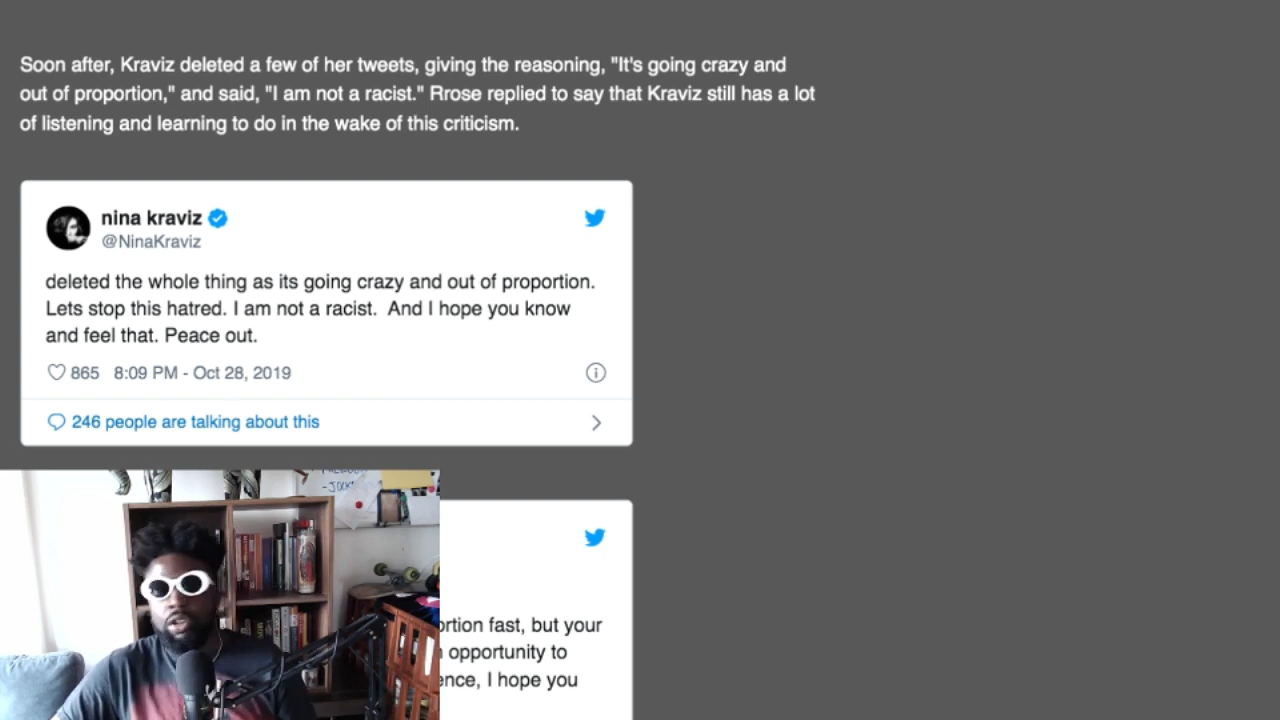 Soon after, Kraviz deleted a few of her tweets, giving the reasoning, "It's going crazy and
out of proportion," and said, "I am not a racist." Rrose replied to say that Kraviz still has a lot
of listening and learning to do in the wake of this criticism.
nina kraviz
@NinaKraviz
deleted the whole thing as its going crazy and out of proportion.
Lets stop this hatred. I am not a racist.  And I hope you know
and feel that. Peace out.
865 8:09 PM - Oct 28, 2019
246 people are talking about this
ortion fast, but your
opportunity to
ence, I hope you